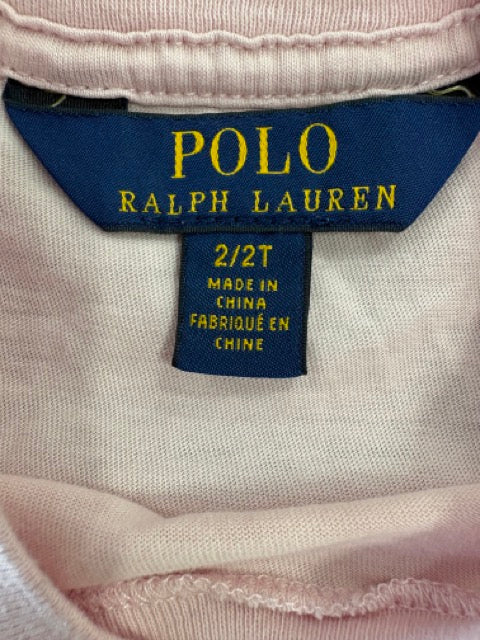 POLO
RALPH LAUREN
2/2T
MADE IN
CHINA
FABRIQUÉ EN
CHINE